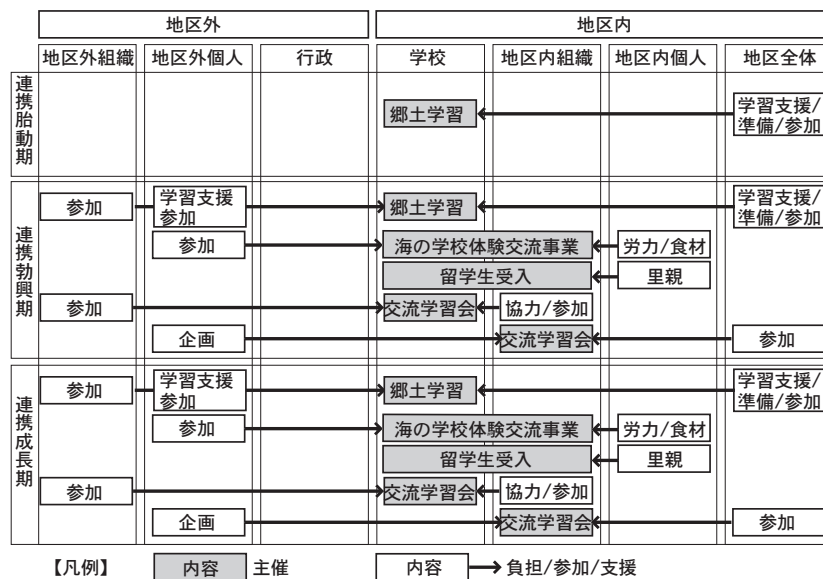 地区外 地区内
地区外組織 地区外個人 行政 学校 地区内組織 地区内個人 地区全体
連携胎動期
郷土学習 学習支援/
準備/参加
連携勃興期
参加 学習支援
参加 郷土学習 学習支援/
準備/参加
参加 海の学校体験交流事業 労力/食材
留学生受入 里親
参加 交流学習会 協力/参加
企画 交流学習会 参加
連携成長期
参加 学習支援
参加 郷土学習 学習支援/
準備/参加
参加 海の学校体験交流事業 労力/食材
留学生受入 里親
参加 交流学習会 協力/参加
企画 交流学習会 参加
【凡例】 内容 主催 内容 負担/参加/支援